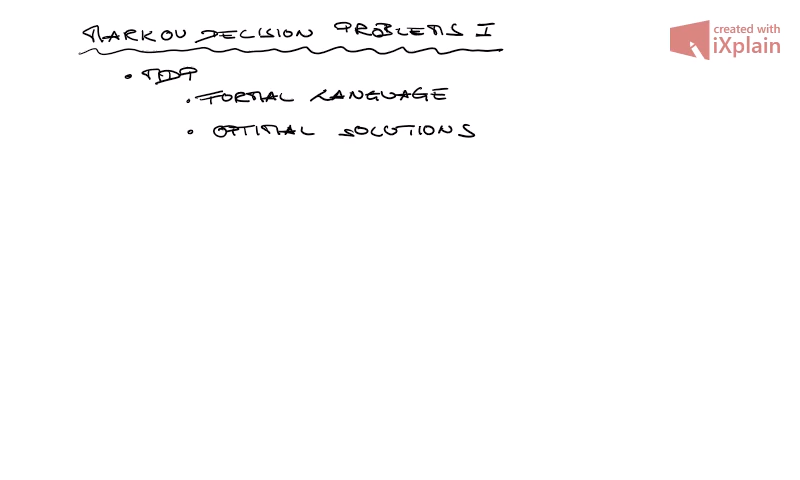 MARKOV DECISION PROBLEMS I
• MDP
• FORMAL LANGUAGE
• OPTIMAL SOLUTIONS
created with
iXplain